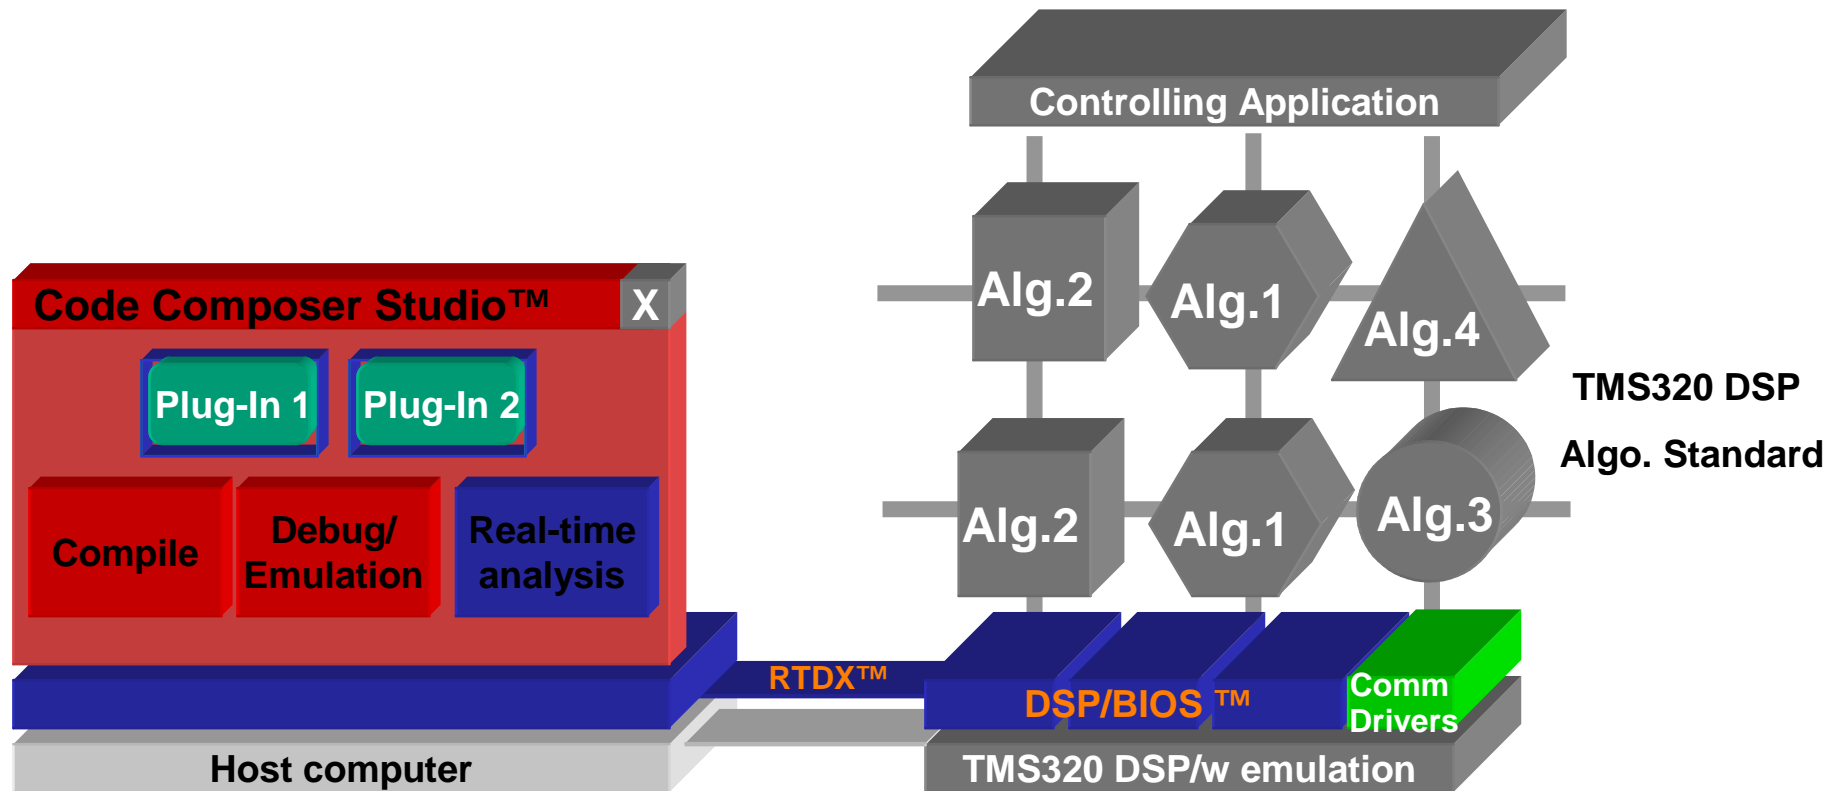 Controlling Application
Alg.2
Alg.1
Alg.4
Code Composer Studio™
X
Plug-In 1
Plug-In 2
TMS320 DSP
Algo. Standard
Alg.2
Alg.1
Alg.3
Compile
Debug/
Emulation
Real-time
analysis
RTDX™
DSP/BIOS ™
Comm
Drivers
Host computer
TMS320 DSP/w emulation